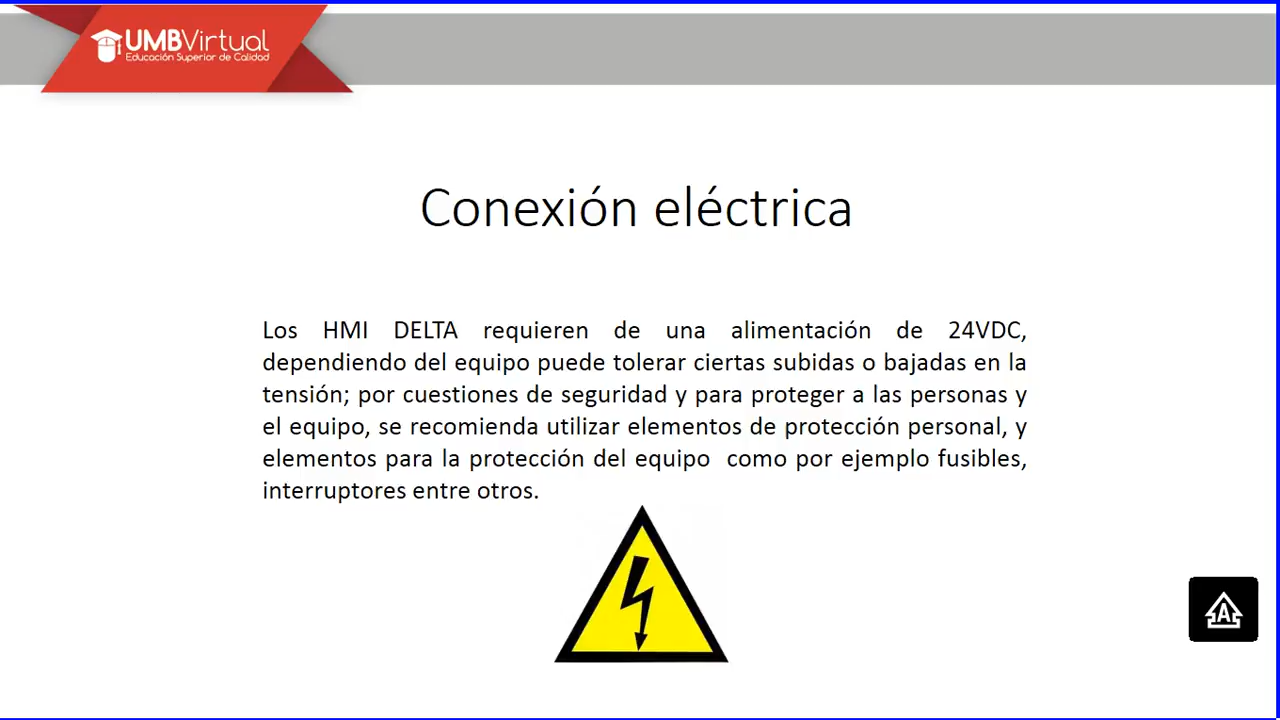 UMBVirtual
Educación Superior de Calidad
Conexión eléctrica
Los HMI DELTA requieren de una alimentación de 24VDC,
dependiendo del equipo puede tolerar ciertas subidas o bajadas en la
tensión; por cuestiones de seguridad y para proteger a las personas y
el equipo, se recomienda utilizar elementos de protección personal, y
elementos para la protección del equipo como por ejemplo fusibles,
interruptores entre otros.
A